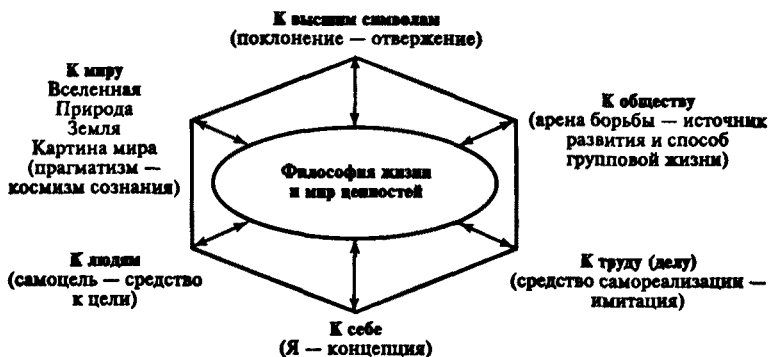 К высшим символам
(поклонение — отвержение)
К миру
Вселенная
Природа
Земля
Картина мира
(прагматизм —
космизм сознания)
К обществу
(арена борьбы — источник
развития и способ
групповой жизни)
Философия жизни
и мир ценностей
К людям
(самоцель — средство
к цели)
К труду (делу)
(средство самореализации —
имитация)
К себе
(Я — концепция)